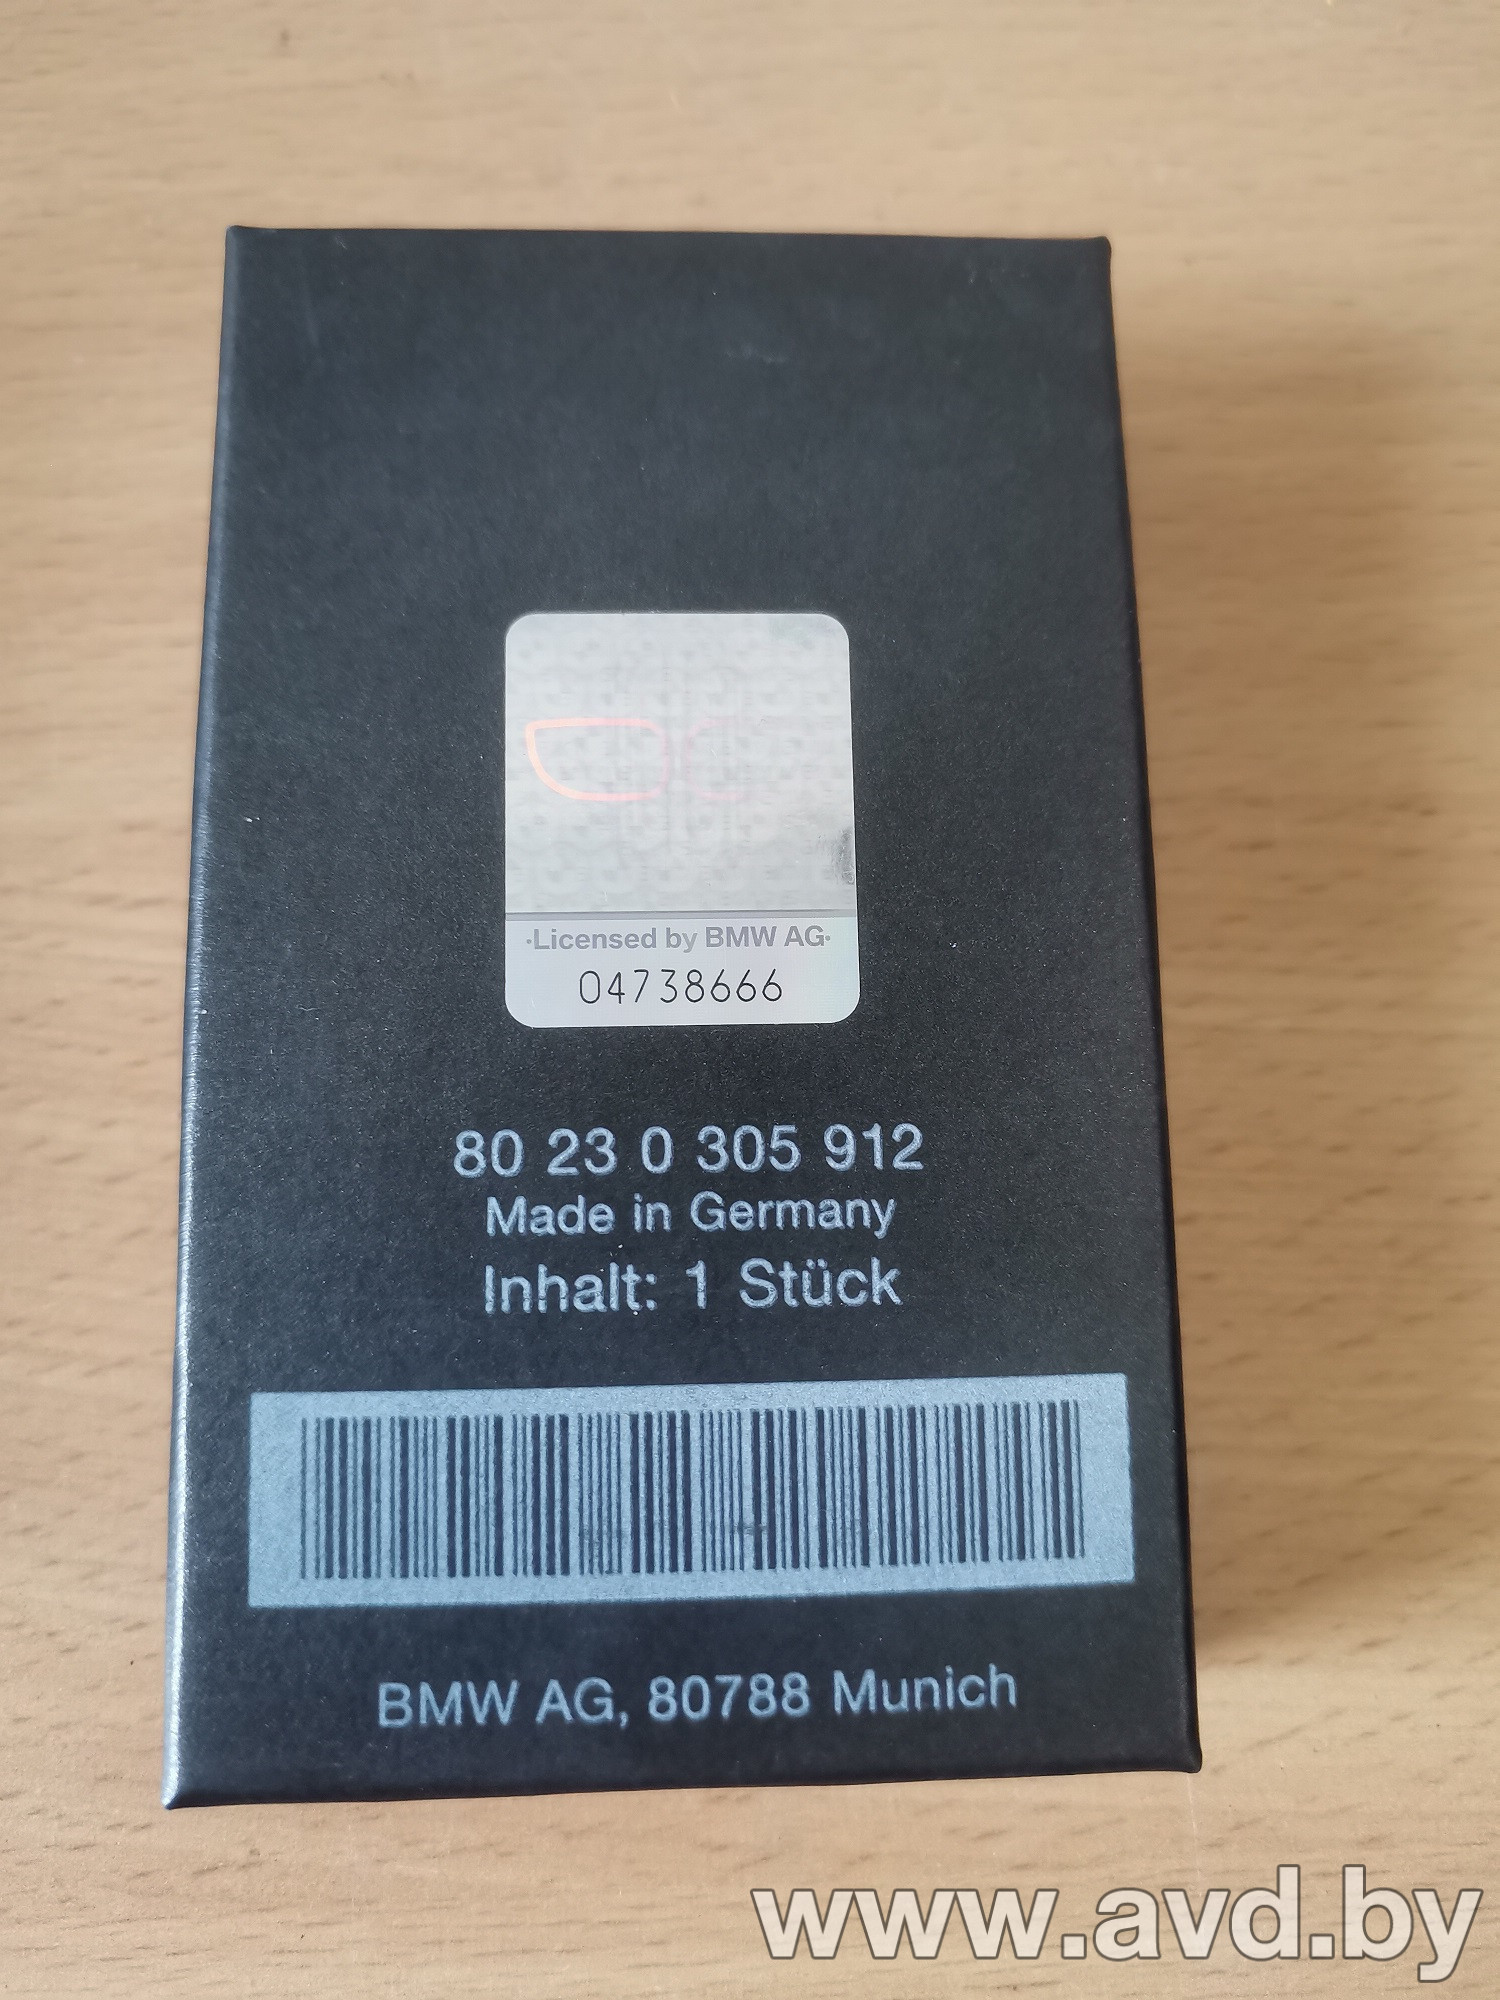 ·Licensed by BMW AG·
04738666
80 23 0 305 912
Made in Germany
Inhalt: 1 Stück
BMW AG, 80788 Munich
www.avd.by